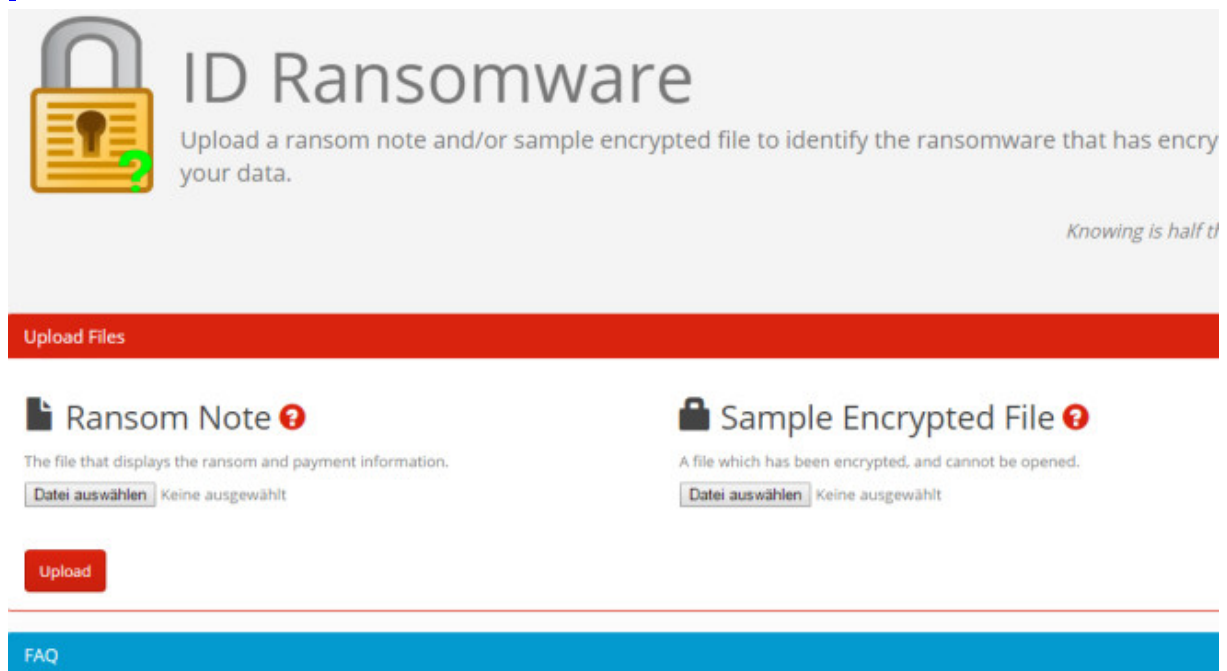 ID Ransomware
Upload a ransom note and/or sample encrypted file to identify the ransomware that has encry
your data.
Knowing is half th
Upload Files
Ransom Note ?
The file that displays the ransom and payment information.
Datei auswählen Keine ausgewählt
Sample Encrypted File ?
A file which has been encrypted, and cannot be opened.
Datei auswählen Keine ausgewählt
Upload
FAQ